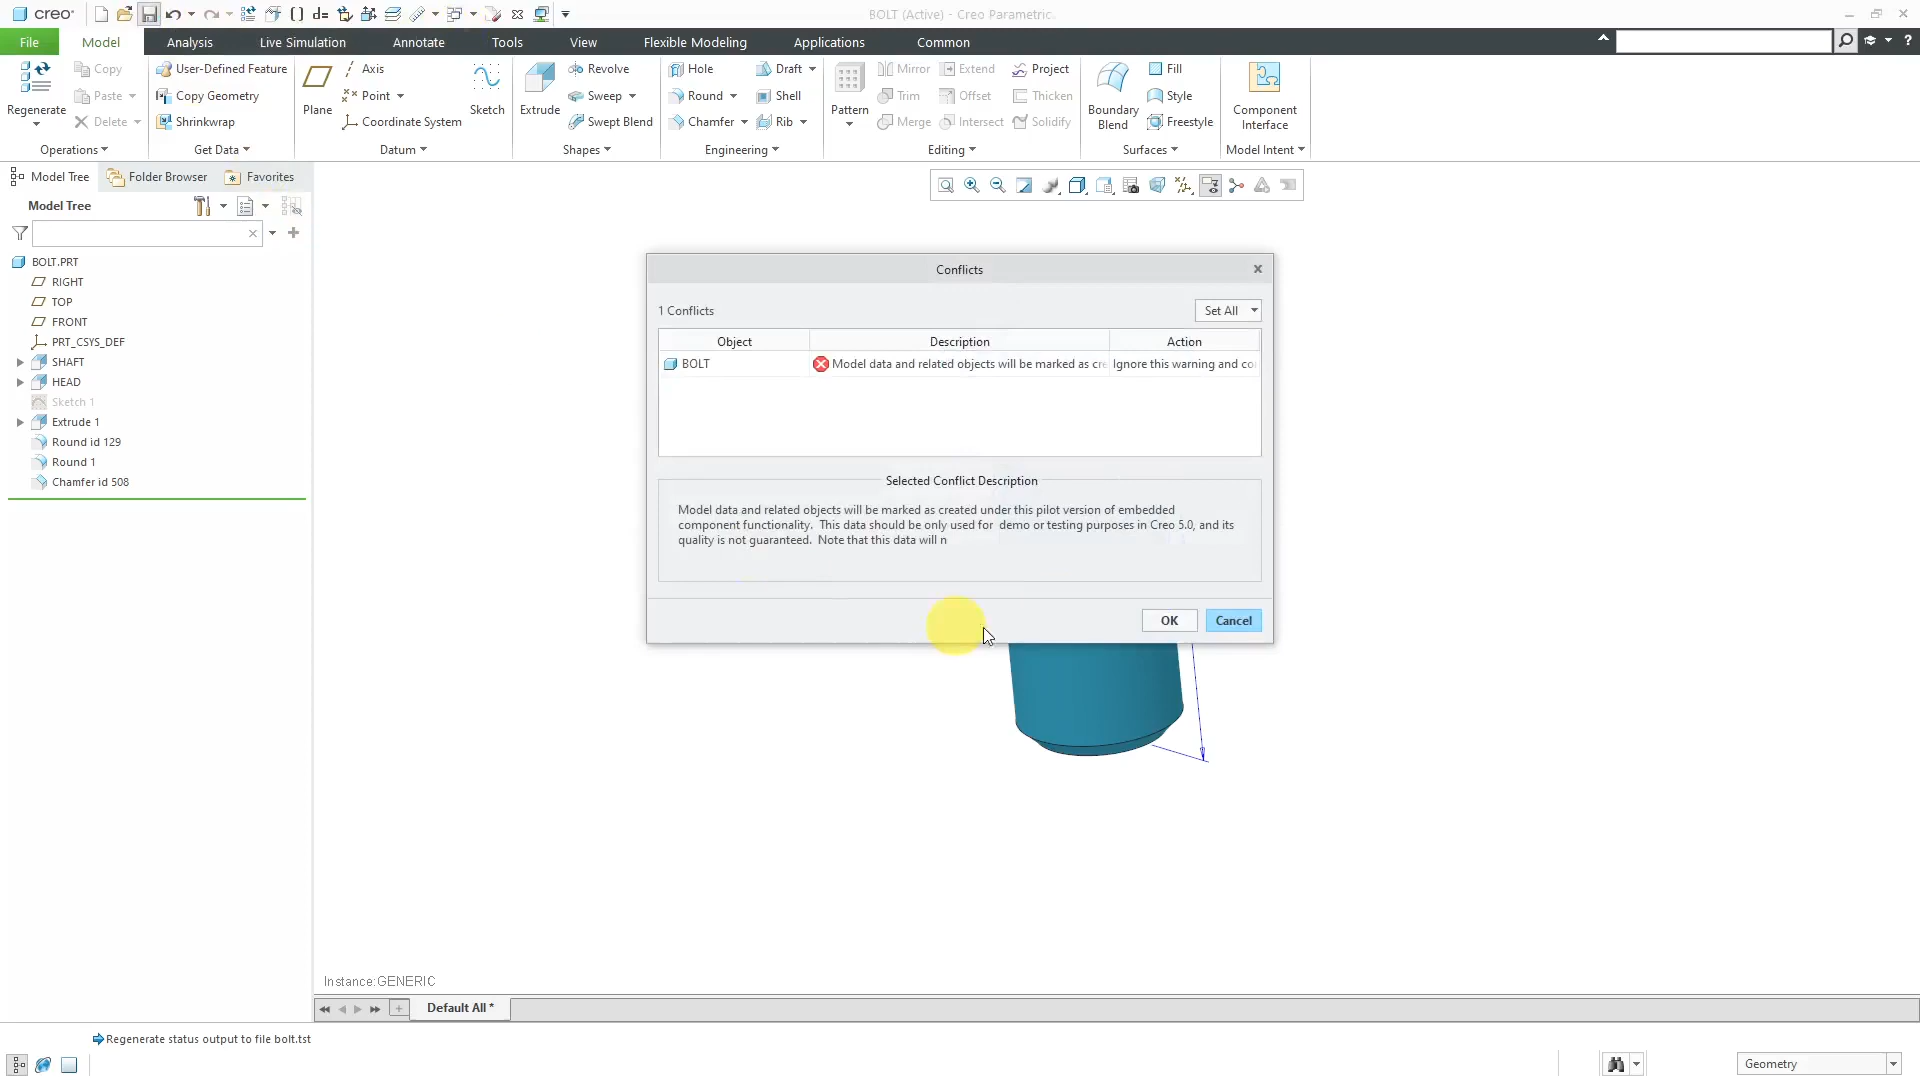 creo
BOLT (Active) - Creo Parametric
File Model Analysis Live Simulation Annotate Tools View Flexible Modeling Applications Common
Regenerate
Copy
Paste
Delete
Operations
User-Defined Feature
Copy Geometry
Shrinkwrap
Get Data
Plane
Axis
Point
Coordinate System
Sketch
Datum
Extrude
Revolve
Sweep
Swept Blend
Shapes
Hole
Round
Chamfer
Draft
Shell
Rib
Engineering
Pattern
Mirror
Trim
Merge
Extend
Offset
Intersect
Project
Thicken
Solidify
Editing
Boundary
Blend
Fill
Style
Freestyle
Surfaces
Component
Interface
Model Intent
Model Tree Folder Browser Favorites
Model Tree
BOLT.PRT
RIGHT
TOP
FRONT
PRT_CSYS_DEF
SHAFT
HEAD
Sketch 1
Extrude 1
Round id 129
Round 1
Chamfer id 508
Conflicts
1 Conflicts
Set All
Object Description Action
BOLT Model data and related objects will be marked as cre Ignore this warning and co
Selected Conflict Description
Model data and related objects will be marked as created under this pilot version of embedded
component functionality. This data should be only used for demo or testing purposes in Creo 5.0, and its
quality is not guaranteed. Note that this data will n
OK Cancel
Instance:GENERIC
Default All *
Regenerate status output to file bolt.tst
Geometry